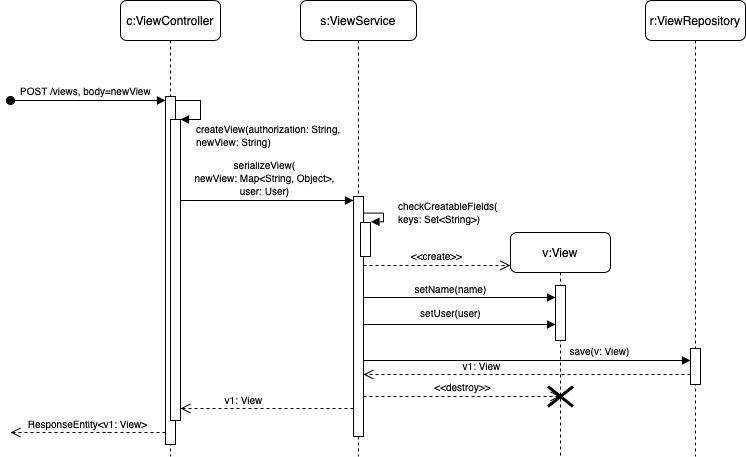 c:ViewController
s:ViewService
r:ViewRepository
POST /views, body=newView
createView(authorization: String,
newView: String)
serializeView(
newView: Map<String, Object>,
user: User)
checkCreatableFields(
keys: Set<String>)
v:View
<<create>>
setName(name)
setUser(user)
save(v: View)
v1: View
<<destroy>>
v1: View
ResponseEntity<v1: View>